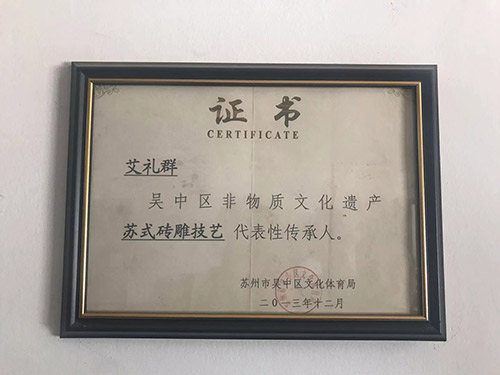 证书
CERTIFICATE
艾礼群
吴中区非物质文化遗产
苏式砖雕技艺 代表性传承人。
苏州市吴中区文化体育局
二〇一三年十二月